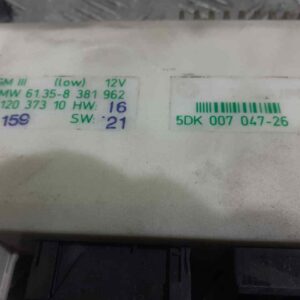 GM III (low) 12V
MW 61.35-8 381 962
120 373 10 HW: 16
159 SW: 21
5DK 007 047-26